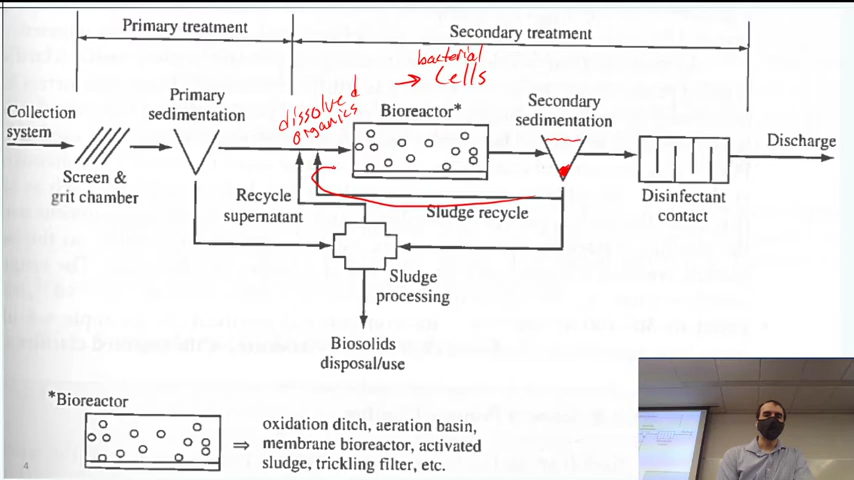 Primary treatment
Secondary treatment
bacterial
→ Cells
dissolved
organics
Collection
system
Primary
sedimentation
Bioreactor*
Secondary
sedimentation
Discharge
Screen &
grit chamber
Recycle
supernatant
Sludge recycle
Disinfectant
contact
Sludge
processing
Biosolids
disposal/use
*Bioreactor
⇒
oxidation ditch, aeration basin,
membrane bioreactor, activated
sludge, trickling filter, etc.
4